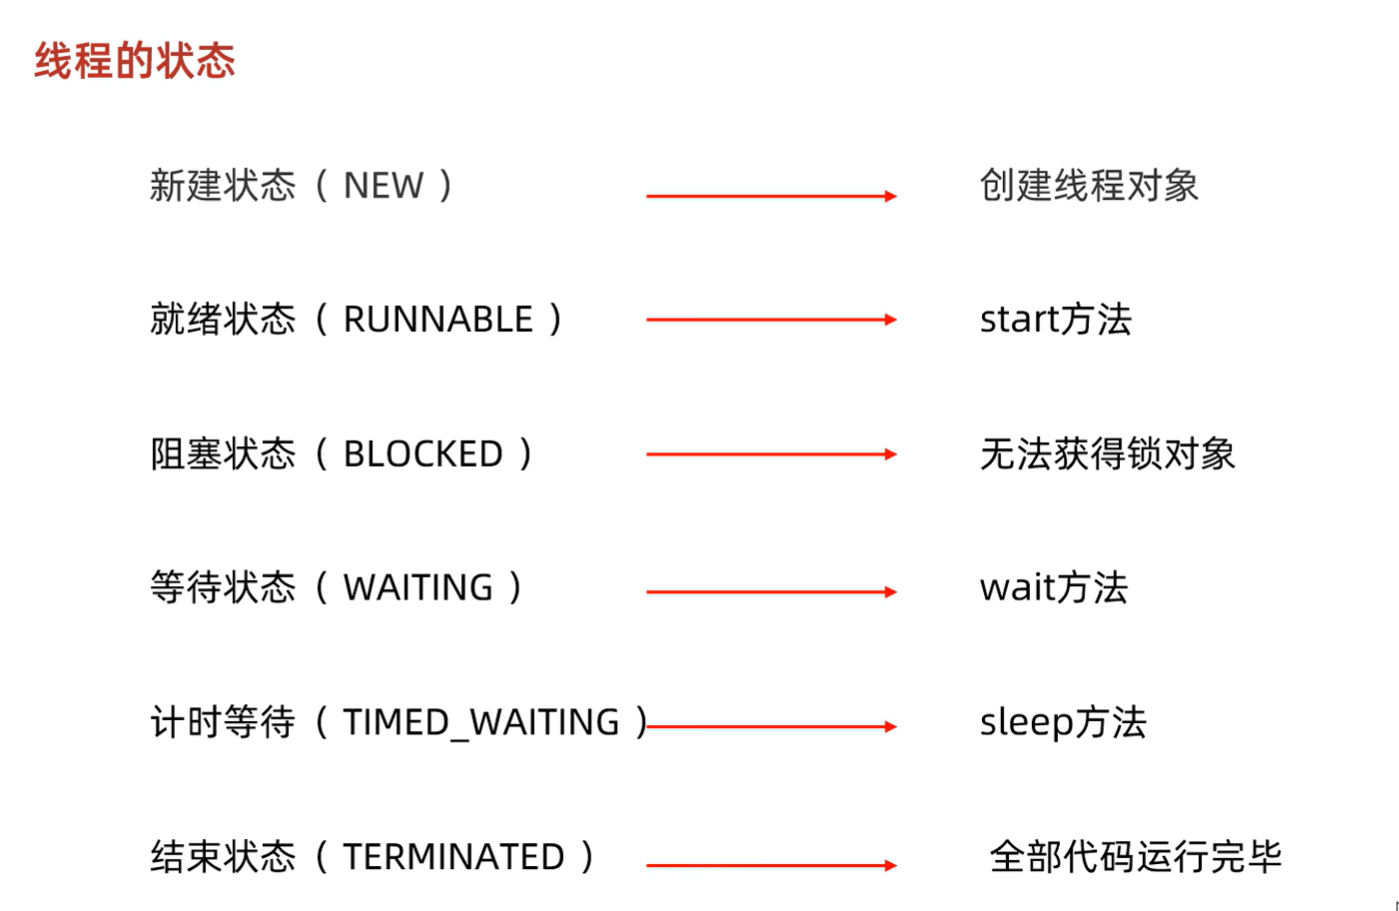 线程的状态
新建状态（ NEW ） 创建线程对象
就绪状态（ RUNNABLE ） start方法
阻塞状态（ BLOCKED ） 无法获得锁对象
等待状态（ WAITING ） wait方法
计时等待（ TIMED_WAITING ） sleep方法
结束状态（ TERMINATED ） 全部代码运行完毕